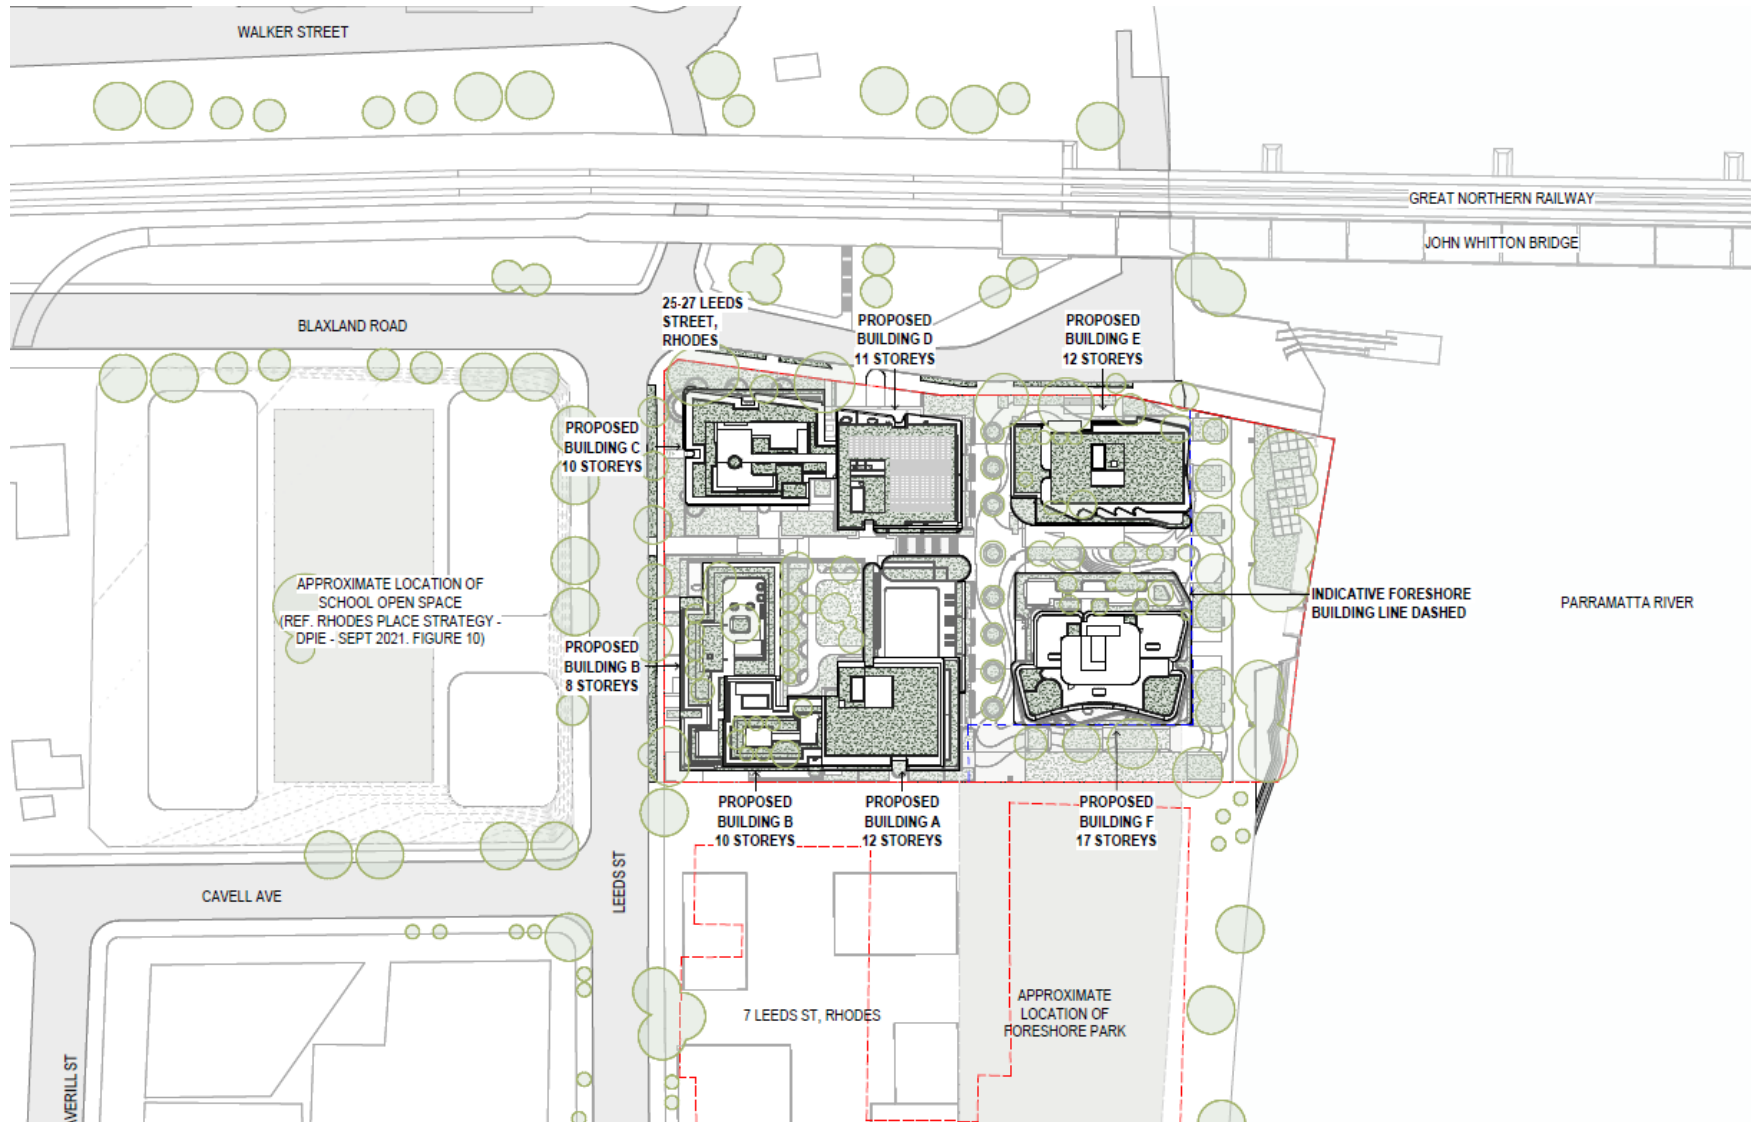 WALKER STREET
GREAT NORTHERN RAILWAY
JOHN WHITTON BRIDGE
BLAXLAND ROAD
25-27 LEEDS
STREET,
RHODES
PROPOSED
BUILDING D
11 STOREYS
PROPOSED
BUILDING E
12 STOREYS
PROPOSED
BUILDING C
10 STOREYS
APPROXIMATE LOCATION OF
SCHOOL OPEN SPACE
(REF. RHODES PLACE STRATEGY -
DPIE - SEPT 2021. FIGURE 10)
PROPOSED
BUILDING B
8 STOREYS
INDICATIVE FORESHORE
BUILDING LINE DASHED
PARRAMATTA RIVER
PROPOSED
BUILDING B
10 STOREYS
PROPOSED
BUILDING A
12 STOREYS
PROPOSED
BUILDING F
17 STOREYS
CAVELL AVE
LEEDS ST
7 LEEDS ST, RHODES
APPROXIMATE
LOCATION OF
FORESHORE PARK
AVERILL ST